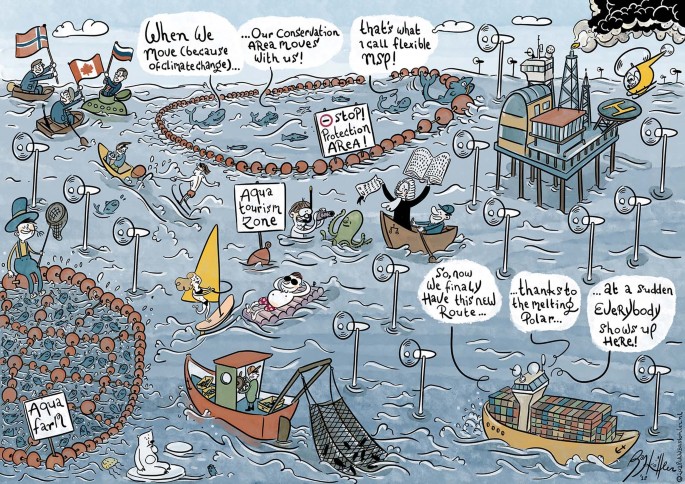 When we
move (because
of climate change)...
...Our Conservation
Area moves
with us!
that's what
I call flexible
MSP!
Stop!
Protection
Area!
Aqua
tourism
Zone
H
So, now
we finaly
Have this new
Route...
...thanks to
the melting
Polar...
...at a sudden
EVERYBODY
shows up
HERE!
Aqua
farm